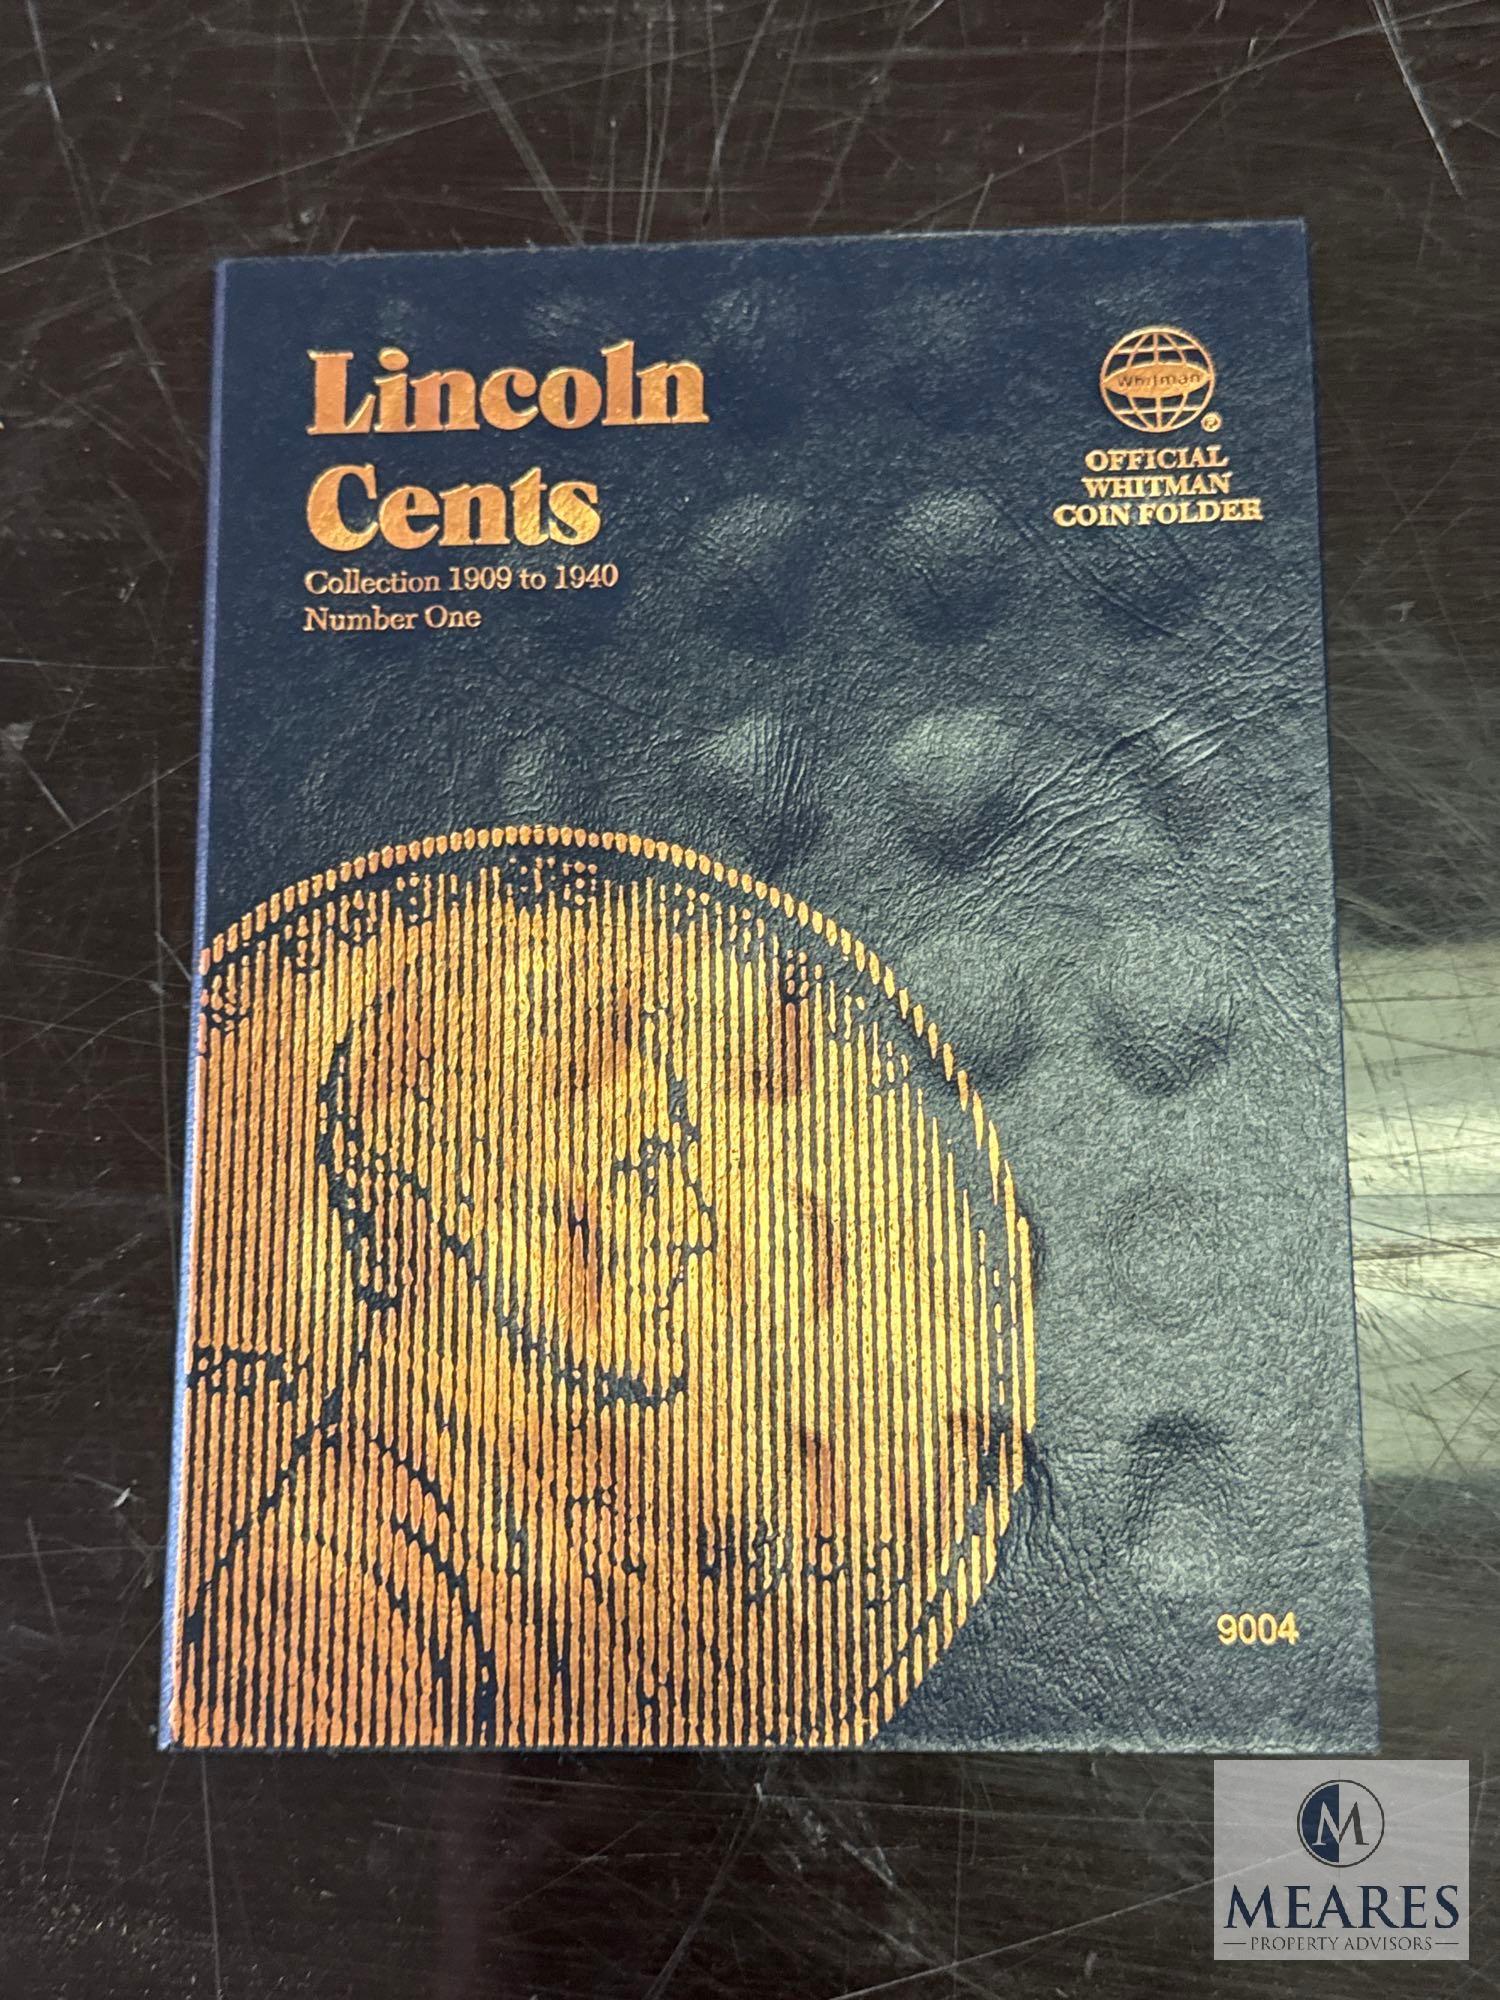 Lincoln
Cents
Collection 1909 to 1940
Number One
Whitman
®
OFFICIAL
WHITMAN
COIN FOLDER
9004
M
MEARES
PROPERTY ADVISORS